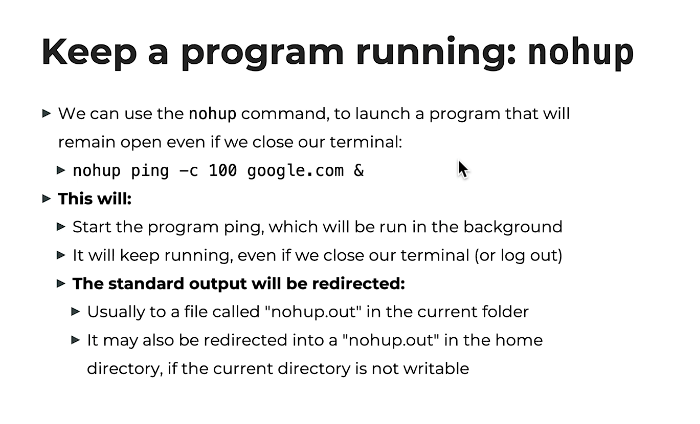 Keep a program running: nohup
▶ We can use the nohup command, to launch a program that will
remain open even if we close our terminal:
▶ nohup ping -c 100 google.com &
▶ This will:
▶ Start the program ping, which will be run in the background
▶ It will keep running, even if we close our terminal (or log out)
▶ The standard output will be redirected:
▶ Usually to a file called "nohup.out" in the current folder
▶ It may also be redirected into a "nohup.out" in the home
directory, if the current directory is not writable